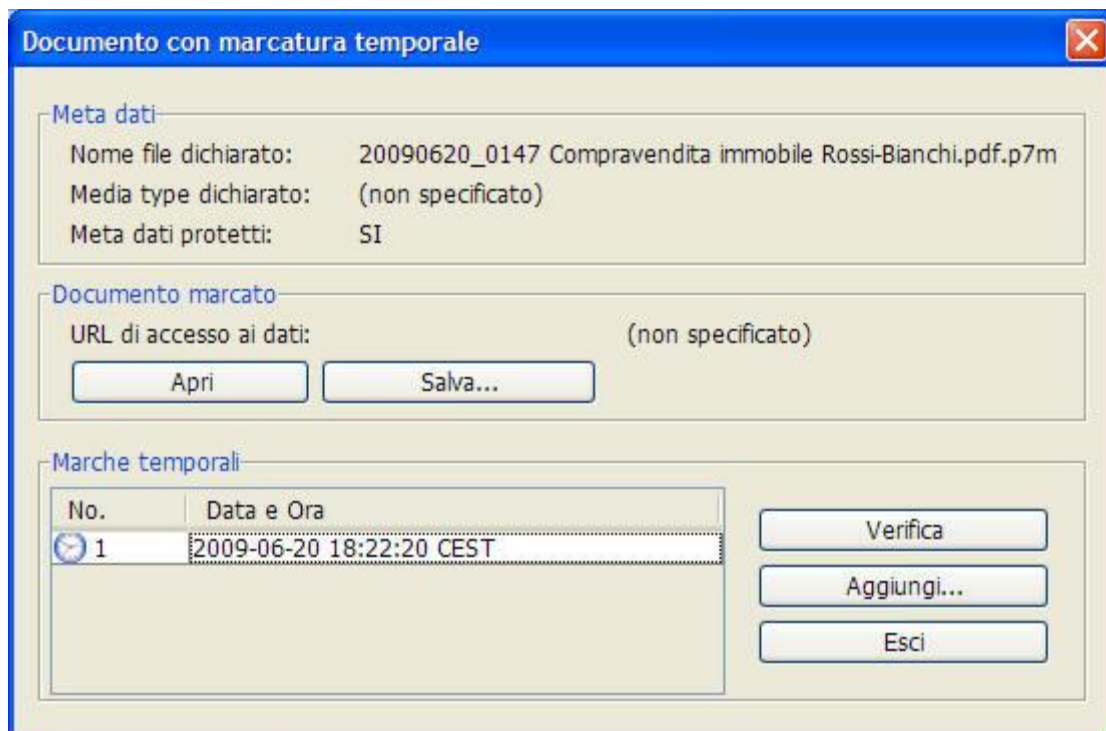 Documento con marcatura temporale
Meta dati
Nome file dichiarato: 20090620_0147 Compravendita immobile Rossi-Bianchi.pdf.p7m
Media type dichiarato: (non specificato)
Meta dati protetti: SI
Documento marcato
URL di accesso ai dati: (non specificato)
Apri Salva...
Marche temporali
No. Data e Ora
1 2009-06-20 18:22:20 CEST
Verifica
Aggiungi...
Esci